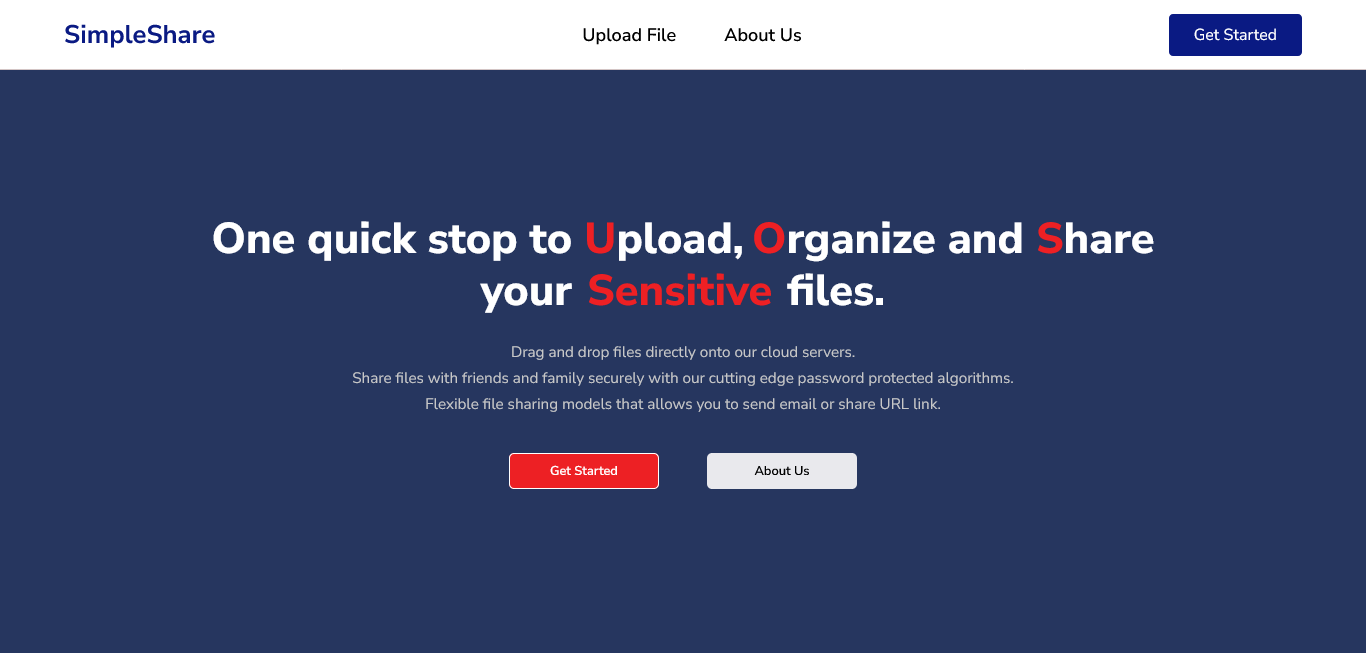 SimpleShare
Upload File
About Us
Get Started
One quick stop to Upload, Organize and Share
your Sensitive files.
Drag and drop files directly onto our cloud servers.
Share files with friends and family securely with our cutting edge password protected algorithms.
Flexible file sharing models that allows you to send email or share URL link.
Get Started
About Us